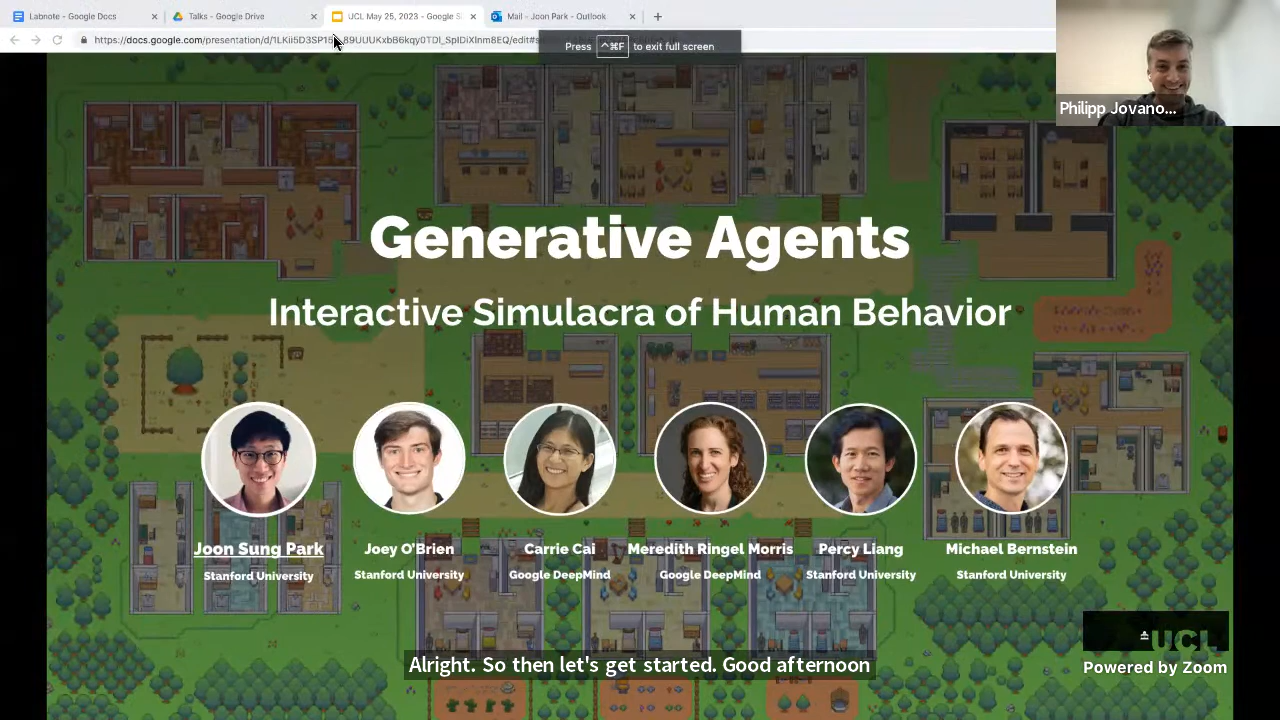 Labnote - Google Docs
Talks - Google Drive
UCL May 25, 2023 - Google S
Mail - Joon Park - Outlook
Press ^⌘F to exit full screen
Philipp Jovano...
Generative Agents
Interactive Simulacra of Human Behavior
Joon Sung Park
Joey O'Brien
Carrie Cai
Meredith Ringel Morris
Percy Liang
Michael Bernstein
Stanford University
Stanford University
Google DeepMind
Google DeepMind
Stanford University
Stanford University
UCL
Alright. So then let's get started. Good afternoon
Powered by Zoom